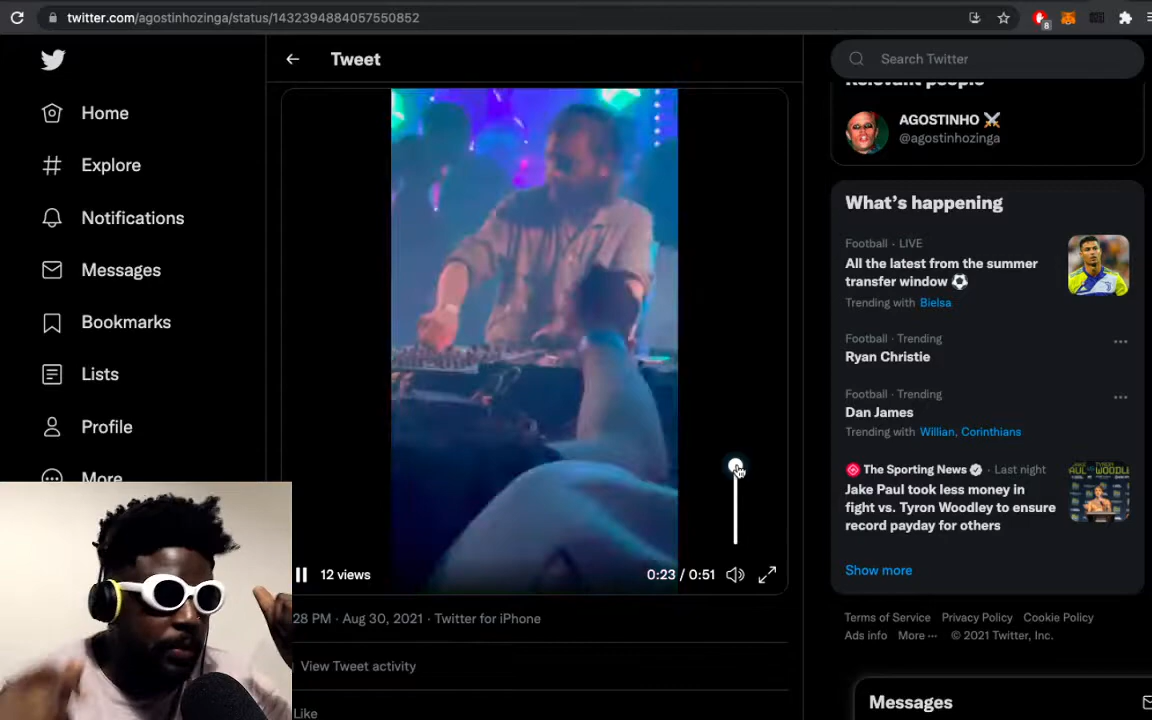 twitter.com/agostinhozinga/status/1432394884057550852
8
Home
Explore
Notifications
Messages
Bookmarks
Lists
Profile
More
Tweet
12 views
0:23 / 0:51
28 PM · Aug 30, 2021 · Twitter for iPhone
View Tweet activity
Like
Search Twitter
Relevant people
AGOSTINHO
@agostinhozinga
What's happening
Football · LIVE
All the latest from the summer
transfer window
Trending with Bielsa
Football · Trending
Ryan Christie
Football · Trending
Dan James
Trending with Willian, Corinthians
The Sporting News · Last night
Jake Paul took less money in
fight vs. Tyron Woodley to ensure
record payday for others
Show more
Terms of Service Privacy Policy Cookie Policy
Ads info More ··· © 2021 Twitter, Inc.
Messages